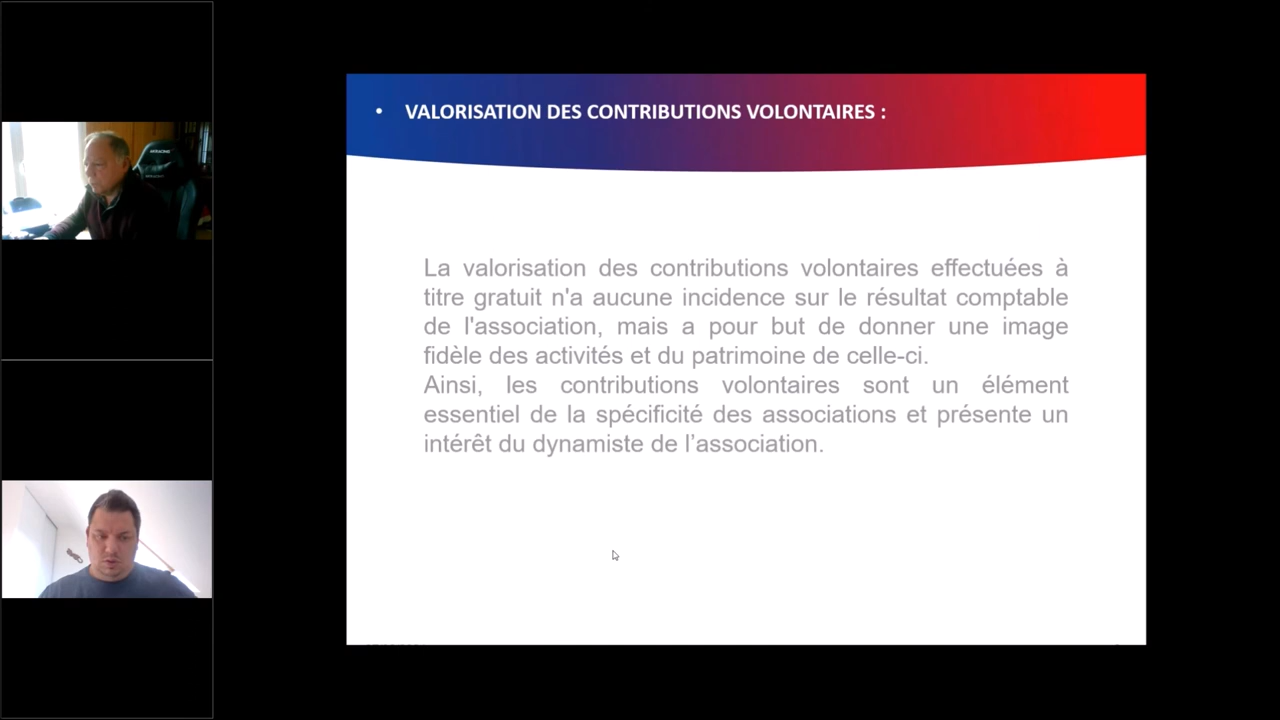 • VALORISATION DES CONTRIBUTIONS VOLONTAIRES :
La valorisation des contributions volontaires effectuées à
titre gratuit n'a aucune incidence sur le résultat comptable
de l'association, mais a pour but de donner une image
fidèle des activités et du patrimoine de celle-ci.
Ainsi, les contributions volontaires sont un élément
essentiel de la spécificité des associations et présente un
intérêt du dynamiste de l’association.